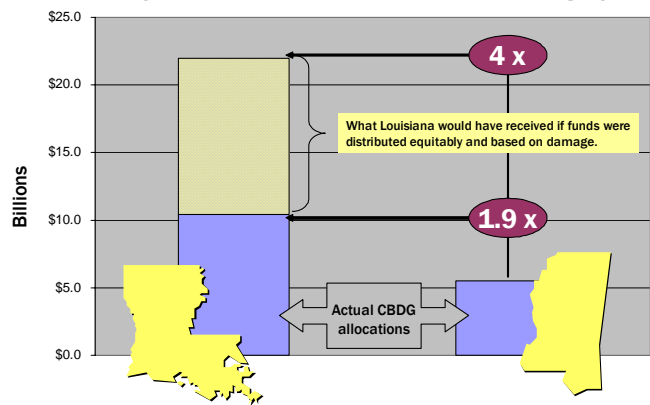 $25.0
$20.0
$15.0
$10.0
$5.0
$0.0
Billions
4 x
What Louisiana would have received if funds were
distributed equitably and based on damage.
1.9 x
Actual CBDG
allocations